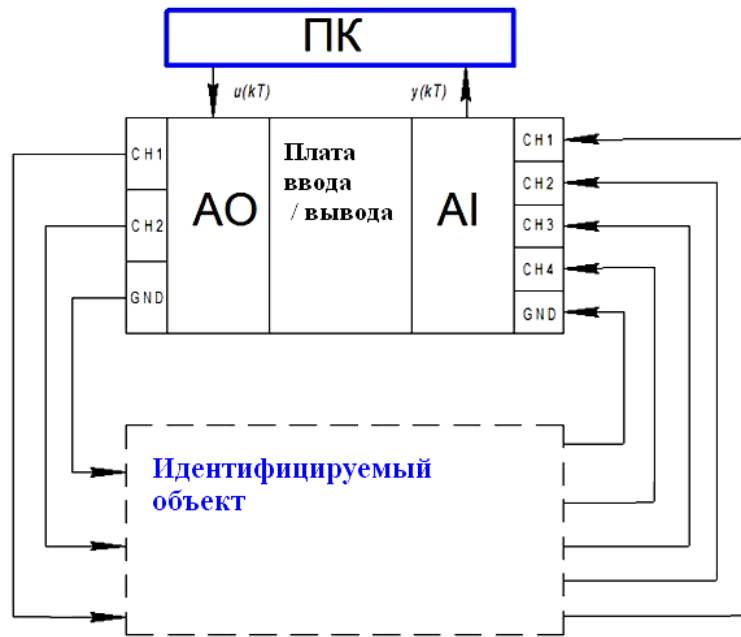 ПК
u(kT)
y(kT)
CH1
CH2
GND
AO
Плата
ввода
/ вывода
AI
CH1
CH2
CH3
CH4
GND
Идентифицируемый
объект